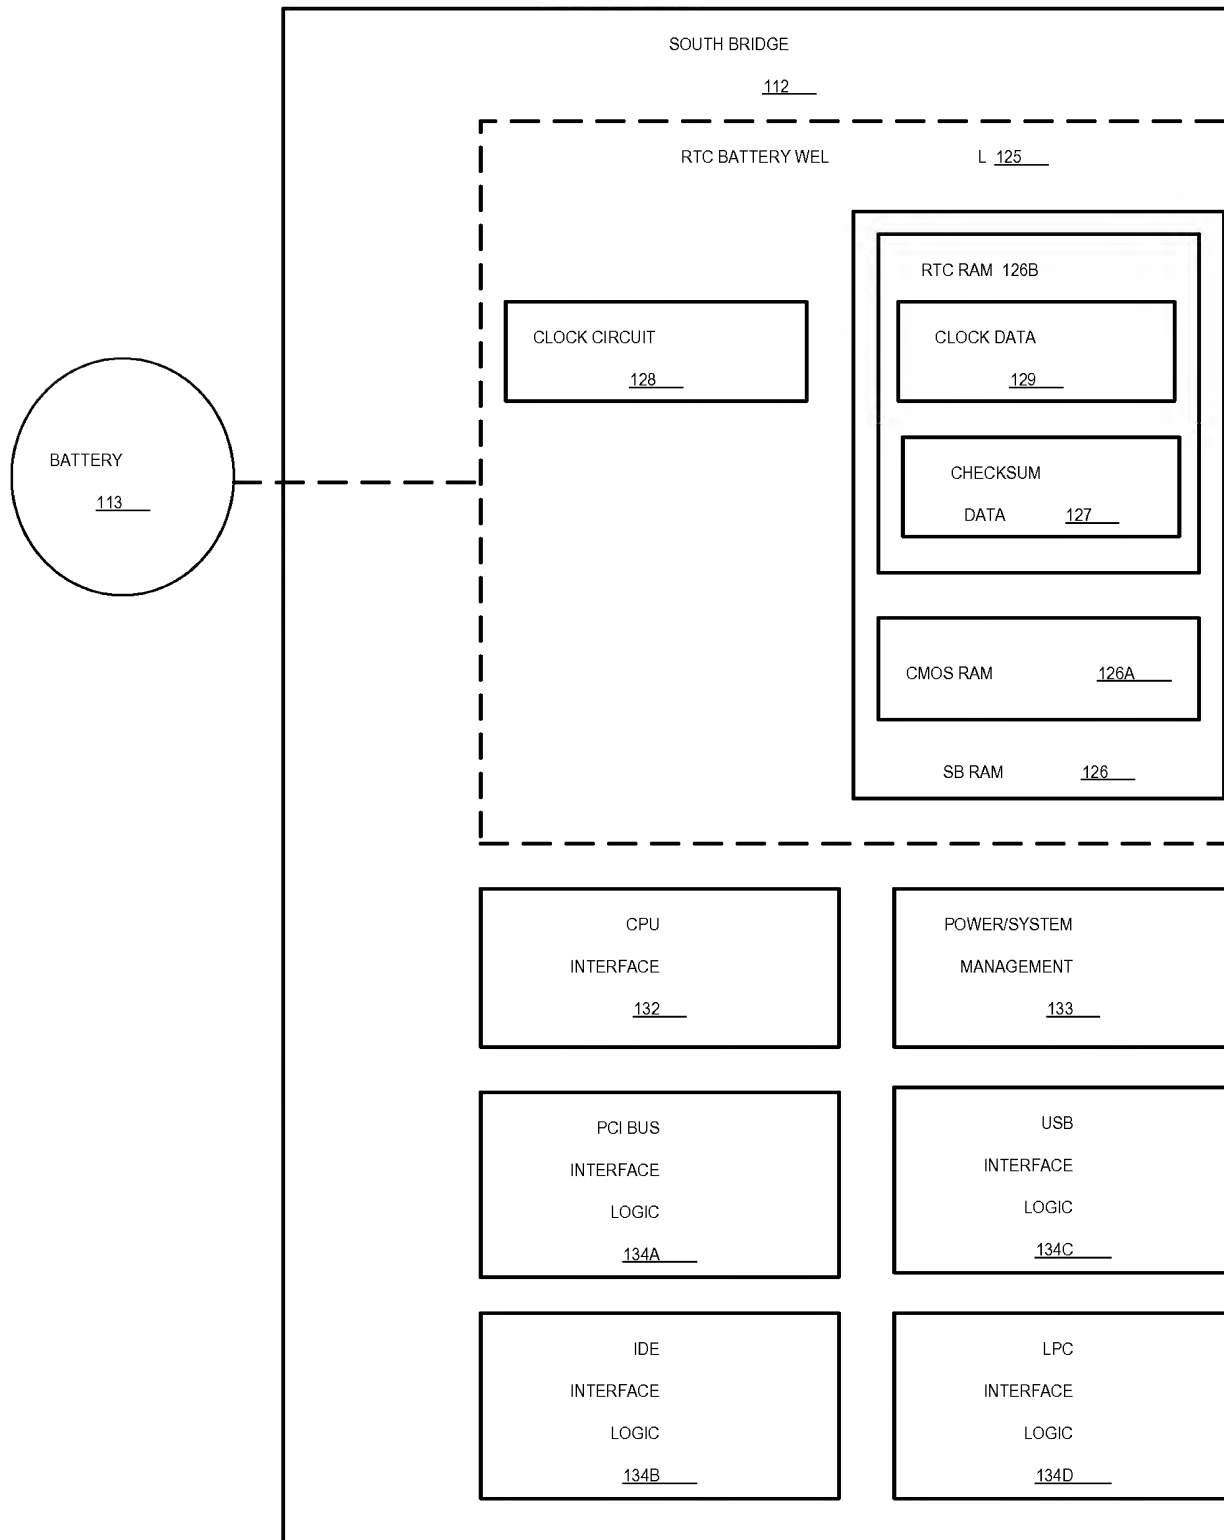 SOUTH BRIDGE
112
RTC BATTERY WEL L 125
RTC RAM 126B
CLOCK CIRCUIT
128
CLOCK DATA
129
BATTERY
113
CHECKSUM
DATA 127
CMOS RAM 126A
SB RAM 126
CPU
INTERFACE
132
POWER/SYSTEM
MANAGEMENT
133
PCI BUS
INTERFACE
LOGIC
134A
USB
INTERFACE
LOGIC
134C
IDE
INTERFACE
LOGIC
134B
LPC
INTERFACE
LOGIC
134D